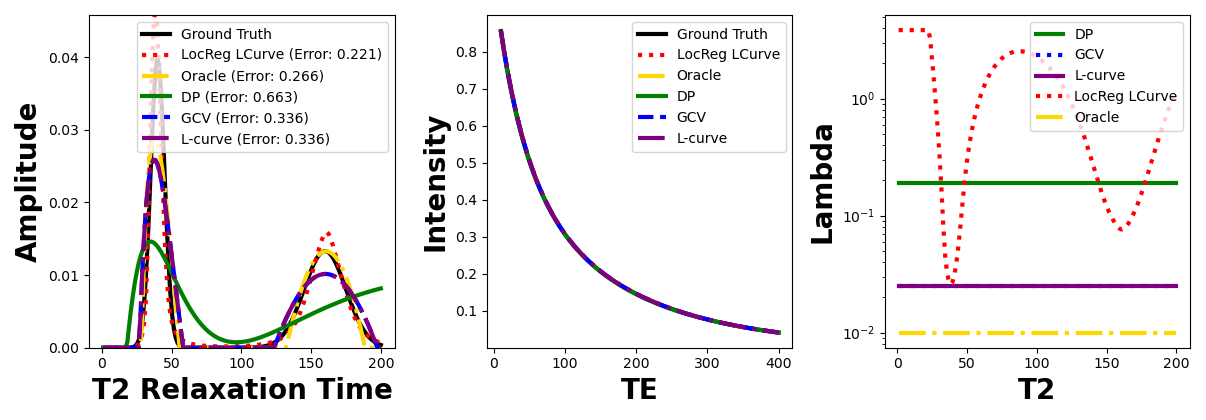 Amplitude
0.04
0.03
0.02
0.01
0.00
Ground Truth
LocReg LCurve (Error: 0.221)
Oracle (Error: 0.266)
DP (Error: 0.663)
GCV (Error: 0.336)
L-curve (Error: 0.336)
0 50 100 150 200
T2 Relaxation Time
Intensity
0.8
0.7
0.6
0.5
0.4
0.3
0.2
0.1
Ground Truth
LocReg LCurve
Oracle
DP
GCV
L-curve
0 100 200 300 400
TE
Lambda
10⁰
10⁻¹
10⁻²
DP
GCV
L-curve
LocReg LCurve
Oracle
0 50 100 150 200
T2